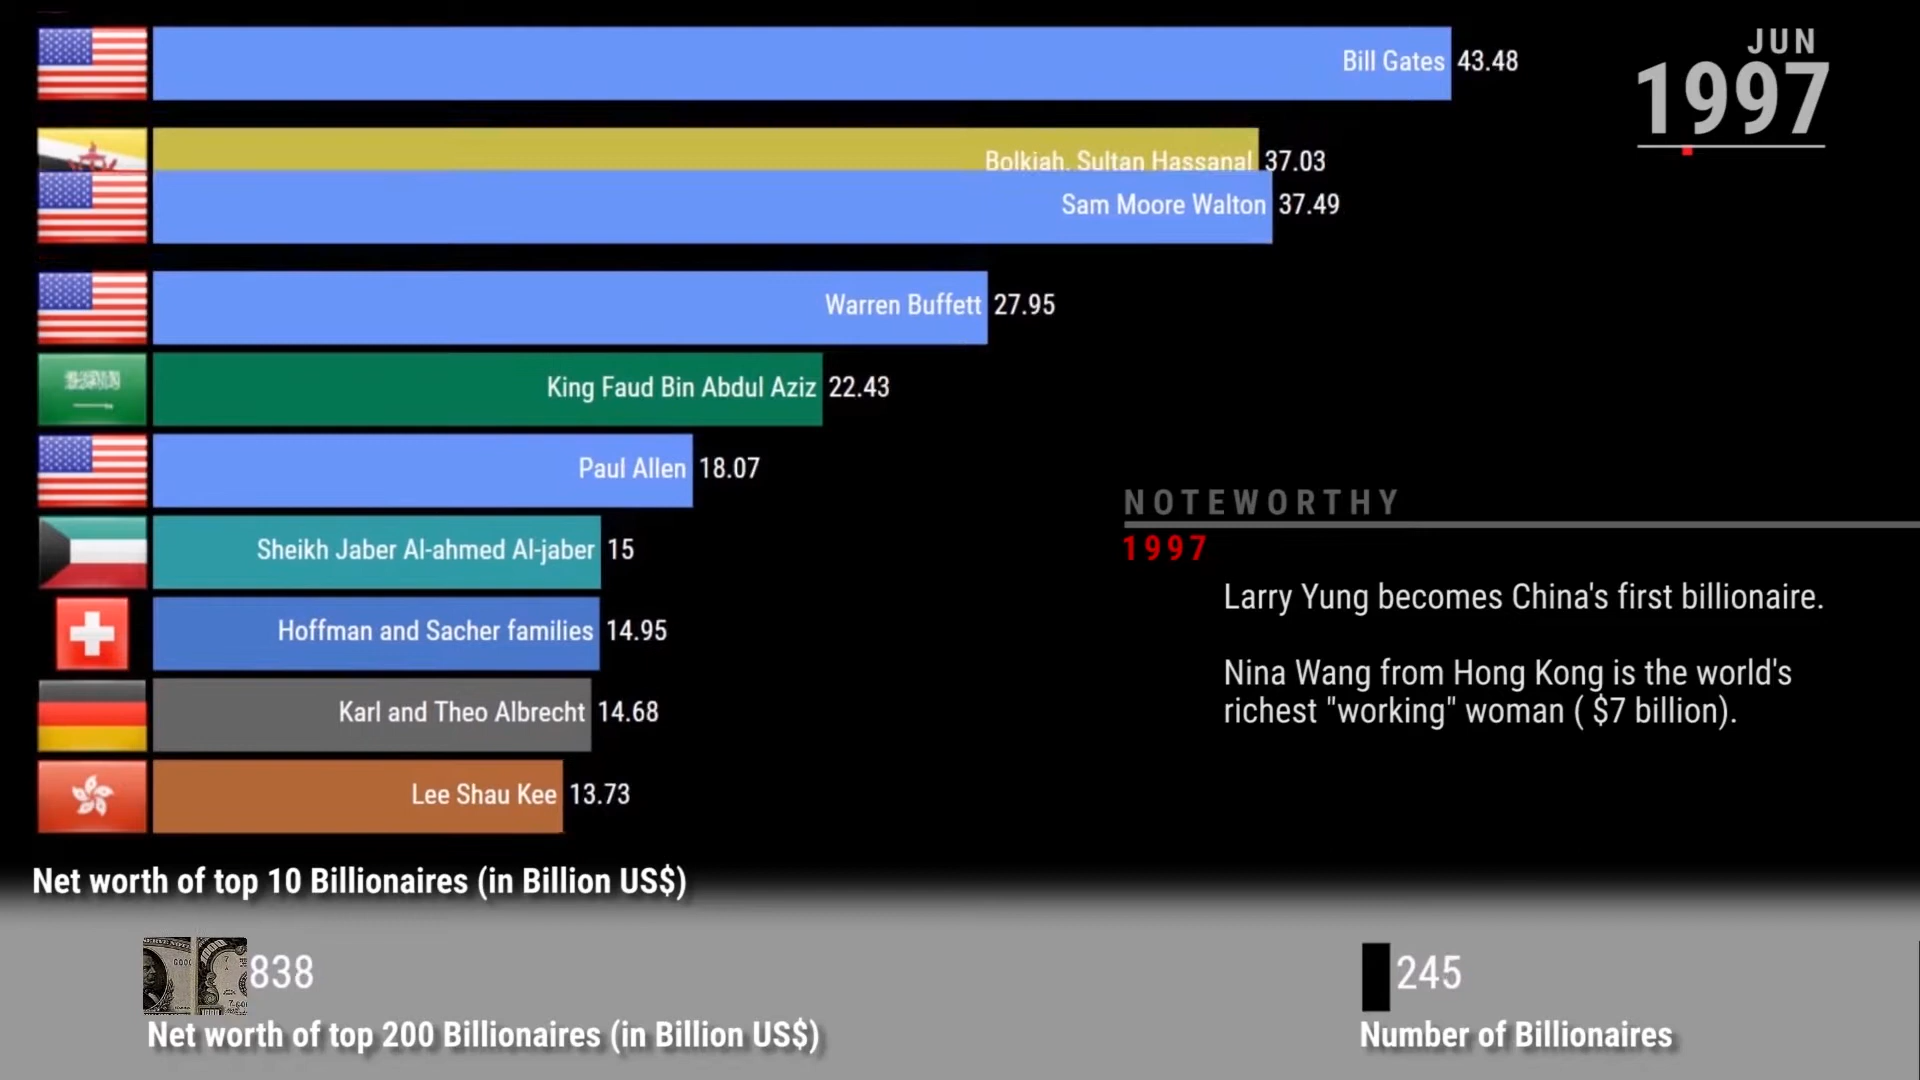 Bill Gates 43.48
JUN
1997
Bolkiah, Sultan Hassanal 37.03
Sam Moore Walton 37.49
Warren Buffett 27.95
King Faud Bin Abdul Aziz 22.43
Paul Allen 18.07
Sheikh Jaber Al-ahmed Al-jaber 15
Hoffman and Sacher families 14.95
Karl and Theo Albrecht 14.68
Lee Shau Kee 13.73
NOTEWORTHY
1997
Larry Yung becomes China's first billionaire.
Nina Wang from Hong Kong is the world's
richest "working" woman ( $7 billion).
Net worth of top 10 Billionaires (in Billion US$)
838
Net worth of top 200 Billionaires (in Billion US$)
245
Number of Billionaires